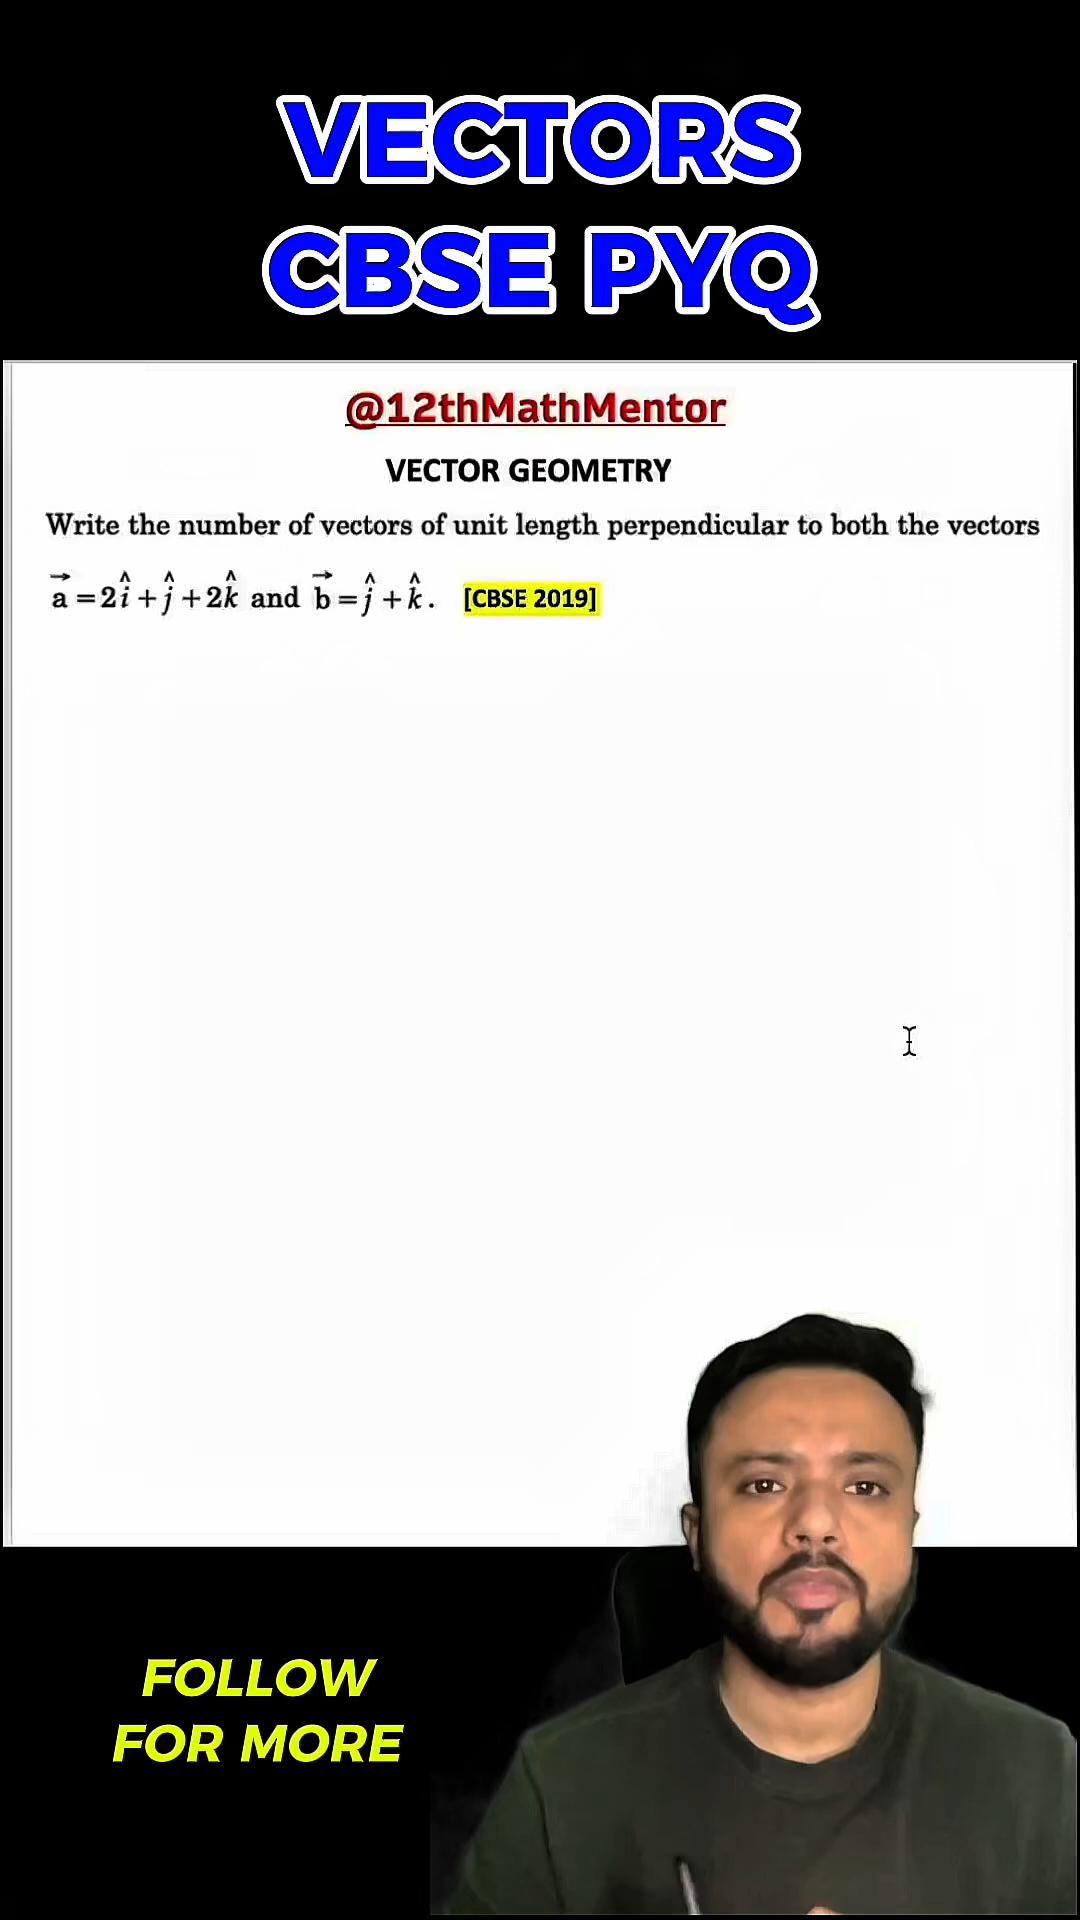 VECTORS
CBSE PYQ
@12thMathMentor
VECTOR GEOMETRY
Write the number of vectors of unit length perpendicular to both the vectors
a⃗ = 2î + ĵ + 2k̂ and b⃗ = ĵ + k̂. [CBSE 2019]
FOLLOW
FOR MORE